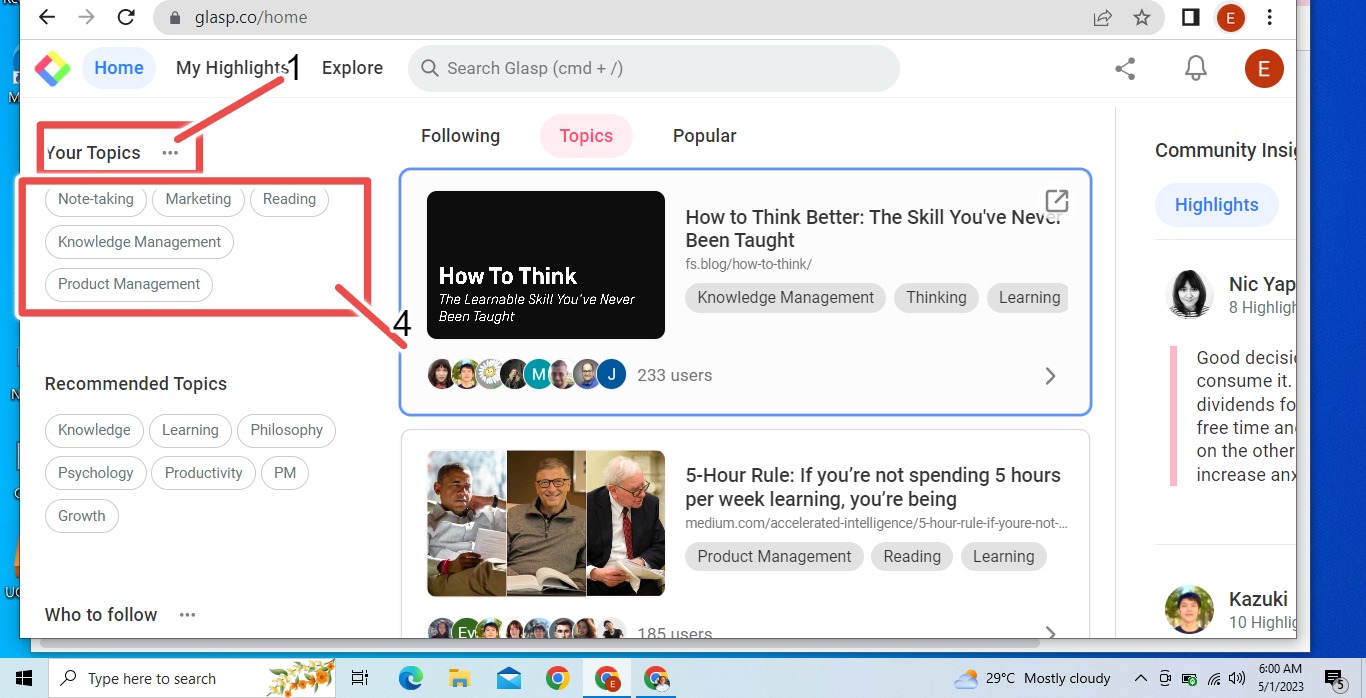 glasp.co/home
E
Home
My Highlights
1
Explore
Search Glasp (cmd + /)
E
Your Topics
Note-taking
Marketing
Reading
Knowledge Management
Product Management
4
Recommended Topics
Knowledge
Learning
Philosophy
Psychology
Productivity
PM
Growth
Who to follow
Following
Topics
Popular
How To Think
The Learnable Skill You've Never
Been Taught
How to Think Better: The Skill You've Never
Been Taught
fs.blog/how-to-think/
Knowledge Management
Thinking
Learning
M
J
233 users
5-Hour Rule: If you’re not spending 5 hours
per week learning, you’re being
medium.com/accelerated-intelligence/5-hour-rule-if-youre-not-...
Product Management
Reading
Learning
Ev
185 users
Community Insig
Highlights
Nic Yap
8 Highligh
Good decisi
consume it.
dividends fo
free time an
on the other
increase anx
Kazuki
10 Highlig
Type here to search
E
29°C Mostly cloudy
6:00 AM
5/1/2023
5